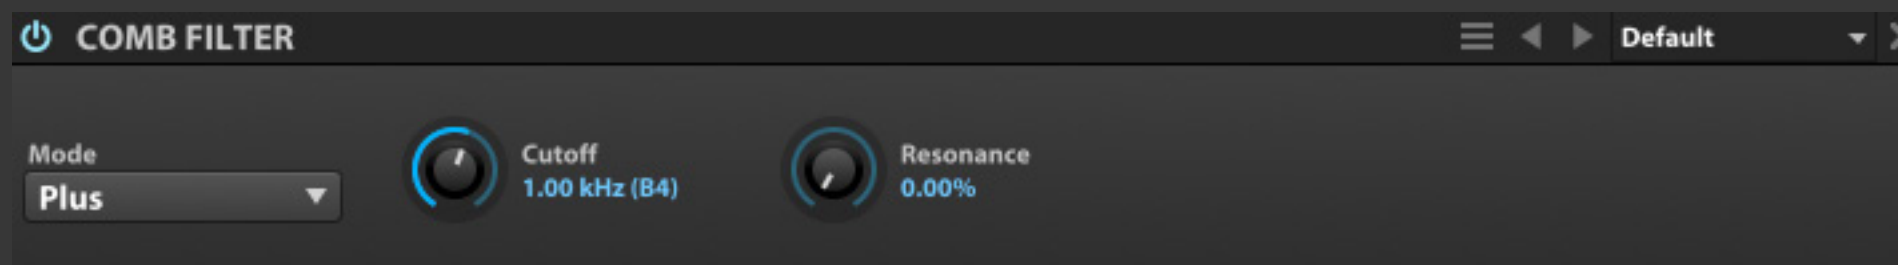 COMB FILTER
Default
Mode
Plus
Cutoff
1.00 kHz (B4)
Resonance
0.00%